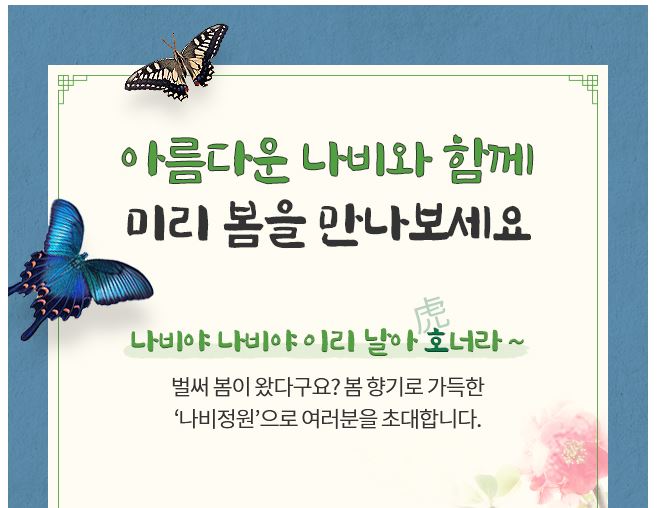 아름다운 나비와 함께
미리 봄을 만나보세요
虎
나비야 나비야 이리 날아 호너라 ~
벌써 봄이 왔다구요? 봄 향기로 가득한
‘나비정원’으로 여러분을 초대합니다.